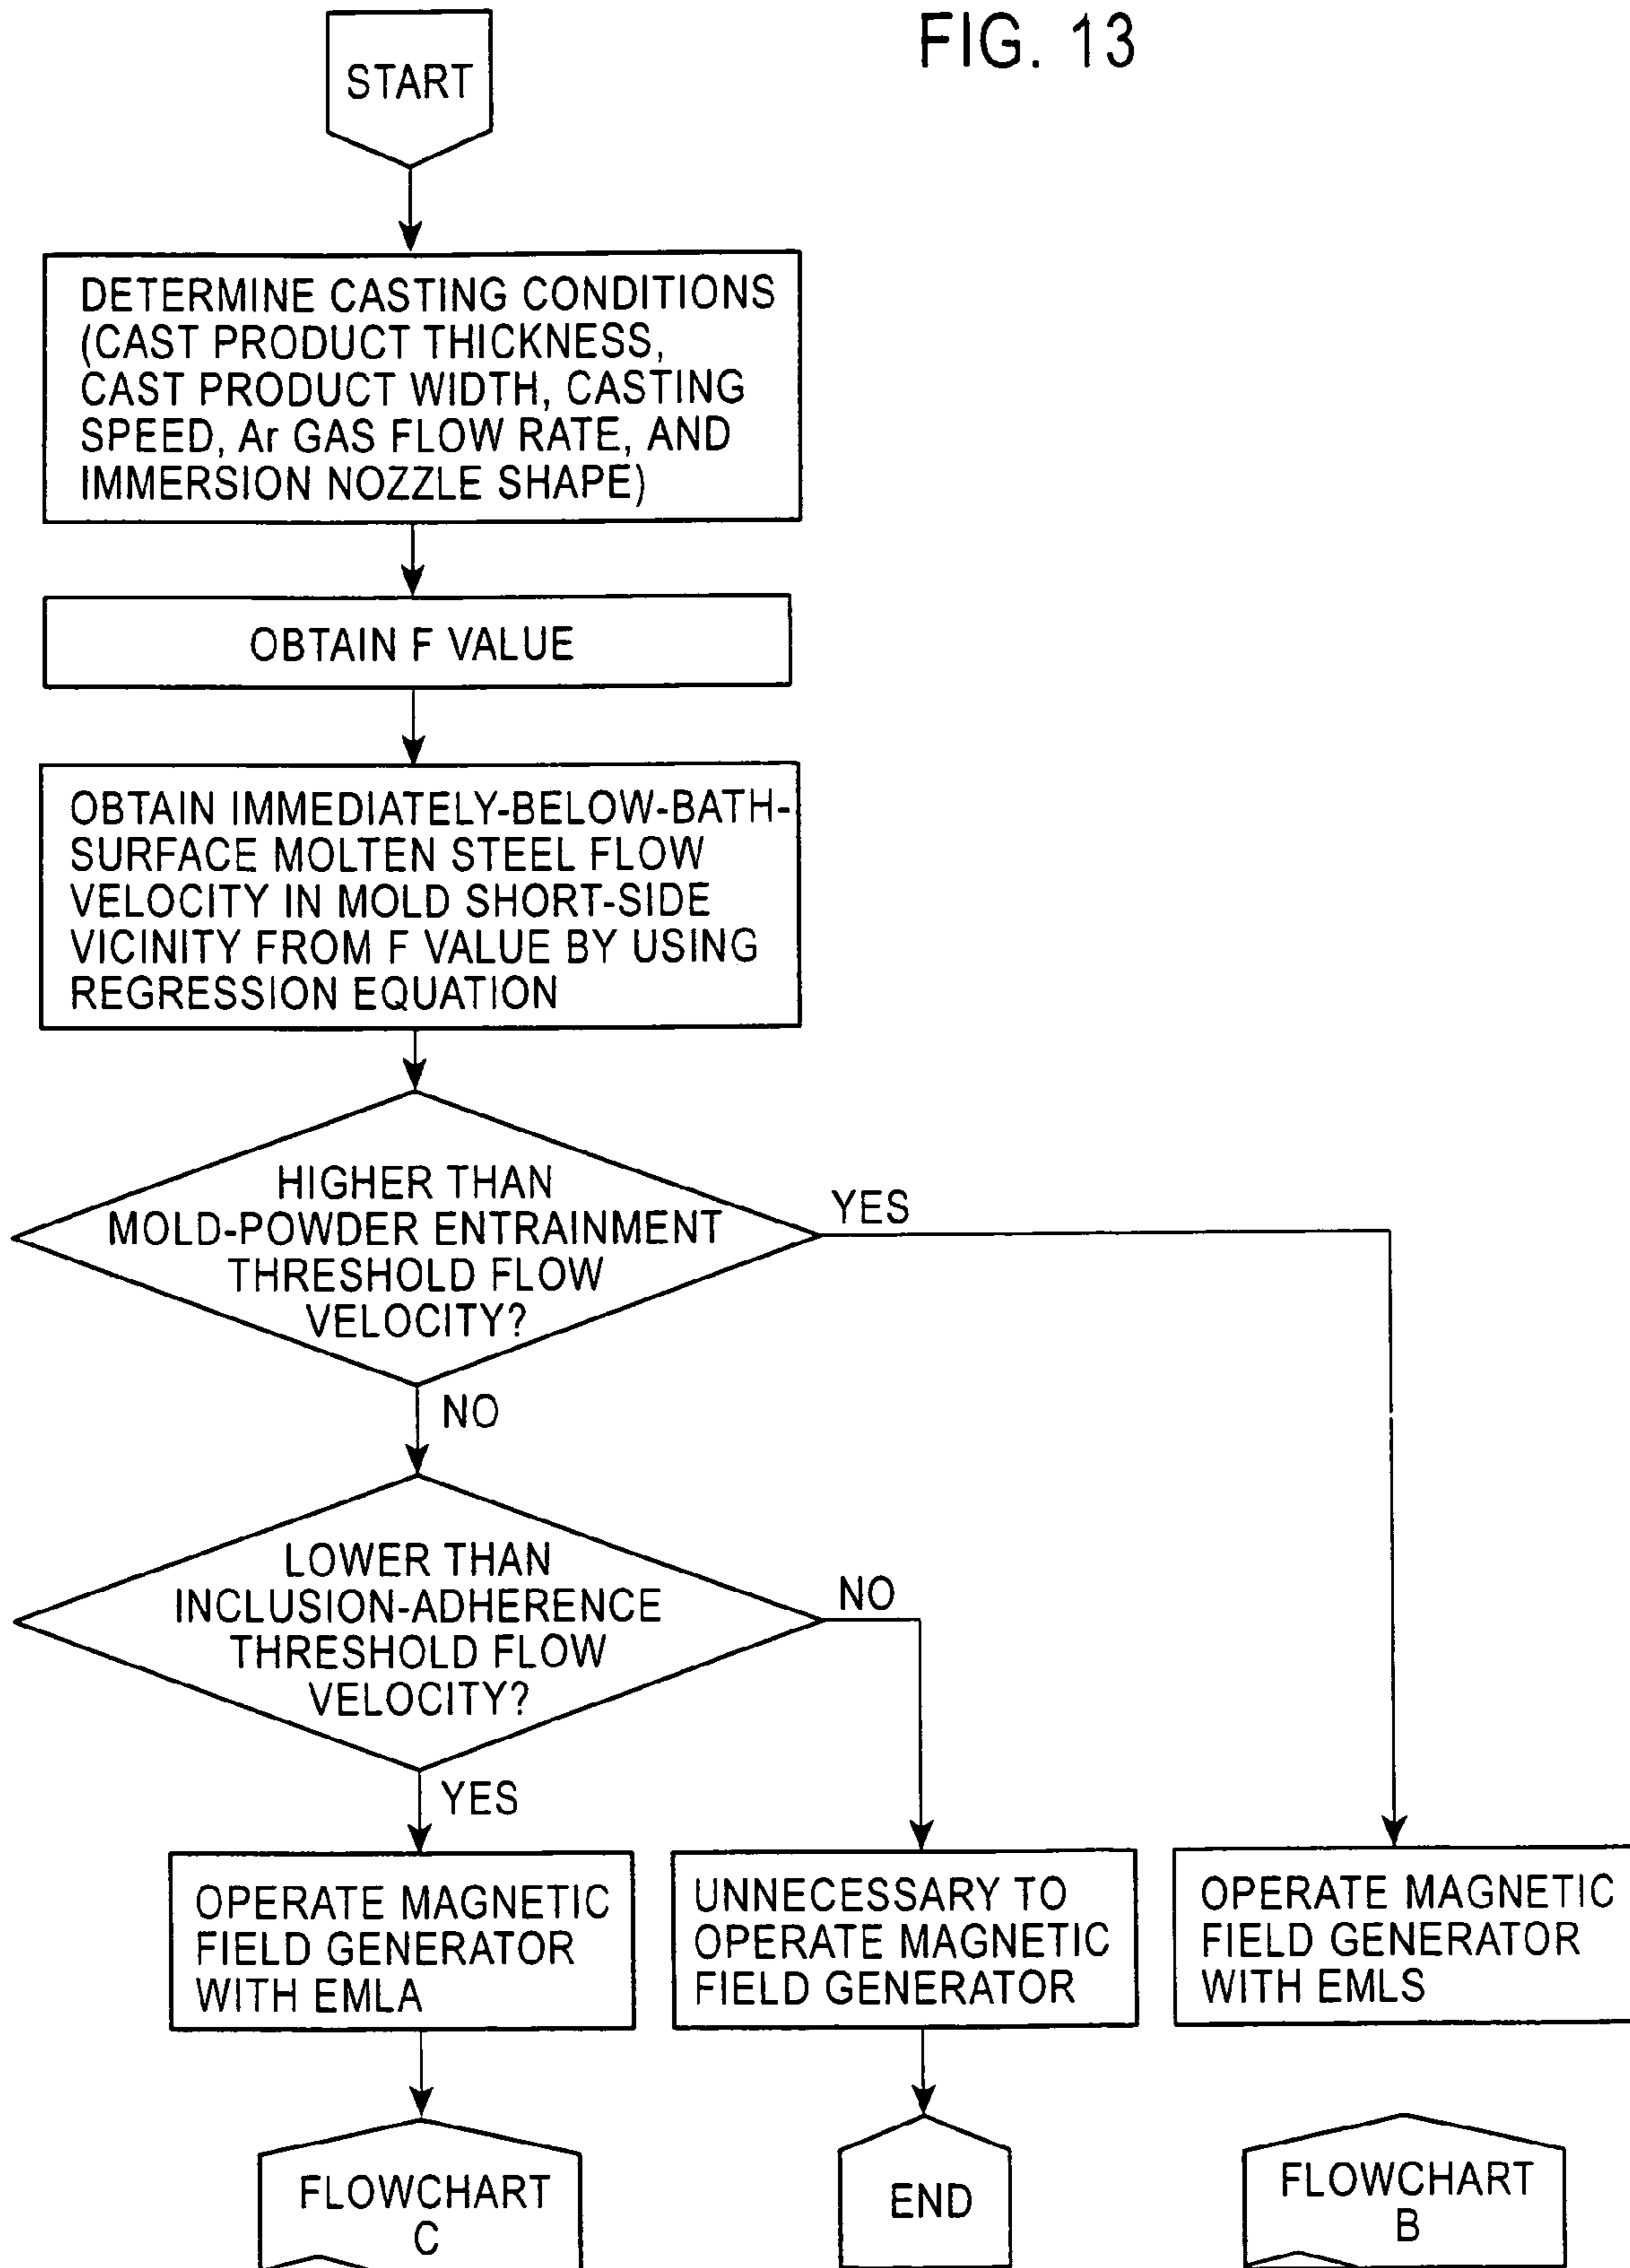 FIG. 13
START
DETERMINE CASTING CONDITIONS
(CAST PRODUCT THICKNESS,
CAST PRODUCT WIDTH, CASTING
SPEED, Ar GAS FLOW RATE, AND
IMMERSION NOZZLE SHAPE)
OBTAIN F VALUE
OBTAIN IMMEDIATELY-BELOW-BATH-
SURFACE MOLTEN STEEL FLOW
VELOCITY IN MOLD SHORT-SIDE
VICINITY FROM F VALUE BY USING
REGRESSION EQUATION
HIGHER THAN
MOLD-POWDER ENTRAINMENT
THRESHOLD FLOW
VELOCITY?
YES
NO
LOWER THAN
INCLUSION-ADHERENCE
THRESHOLD FLOW
VELOCITY?
NO
YES
OPERATE MAGNETIC
FIELD GENERATOR
WITH EMLA
UNNECESSARY TO
OPERATE MAGNETIC
FIELD GENERATOR
OPERATE MAGNETIC
FIELD GENERATOR
WITH EMLS
FLOWCHART
C
END
FLOWCHART
B